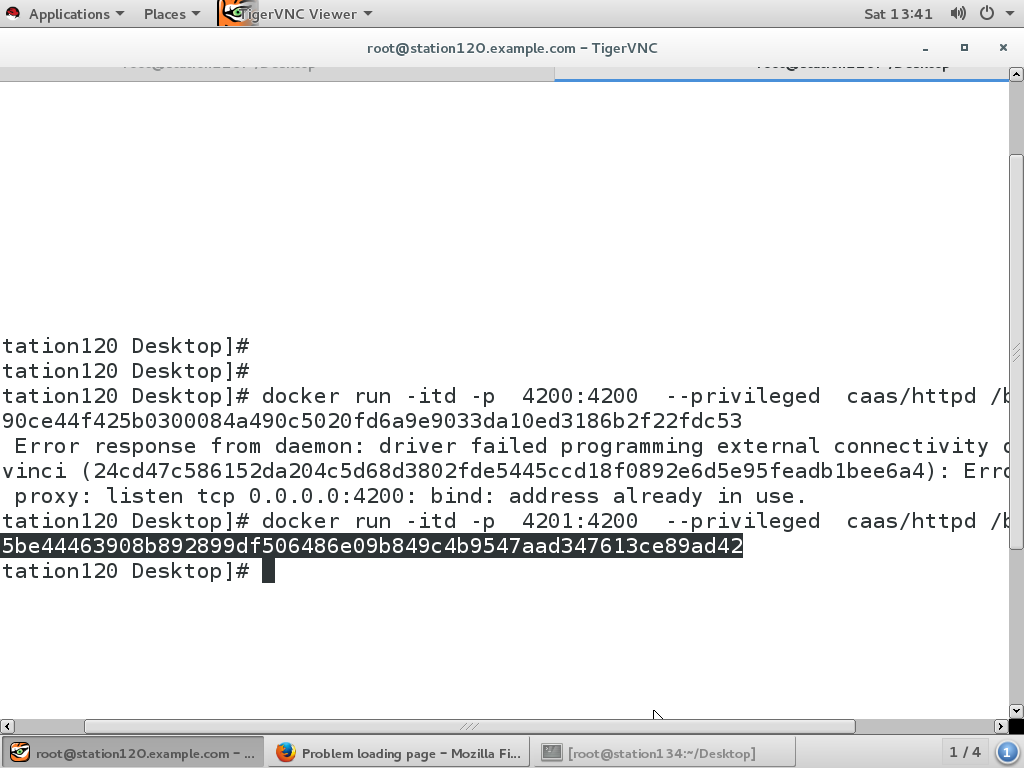 Applications Places TigerVNC Viewer Sat 13:41
root@station120.example.com - TigerVNC
tation120 Desktop]#
tation120 Desktop]#
tation120 Desktop]# docker run -itd -p  4200:4200  --privileged  caas/httpd /b
90ce44f425b0300084a490c5020fd6a9e9033da10ed3186b2f22fdc53
Error response from daemon: driver failed programming external connectivity o
vinci (24cd47c586152da204c5d68d3802fde5445ccd18f0892e6d5e95feadb1bee6a4): Erro
proxy: listen tcp 0.0.0.0:4200: bind: address already in use.
tation120 Desktop]# docker run -itd -p  4201:4200  --privileged  caas/httpd /b
5be44463908b892899df506486e09b849c4b9547aad347613ce89ad42
tation120 Desktop]#
root@station120.example.com - ... Problem loading page - Mozilla Fi... [root@station134:~/Desktop] 1 / 4 1